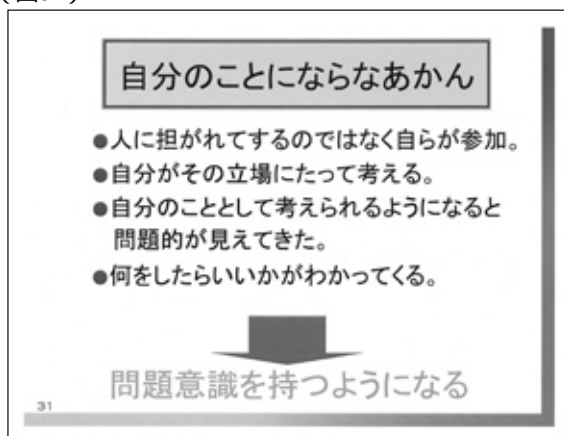 自分のことにならなあかん
●人に担がれてするのではなく自らが参加。
●自分がその立場にたって考える。
●自分のこととして考えられるようになると
問題的が見えてきた。
●何をしたらいいかがわかってくる。
問題意識を持つようになる
31